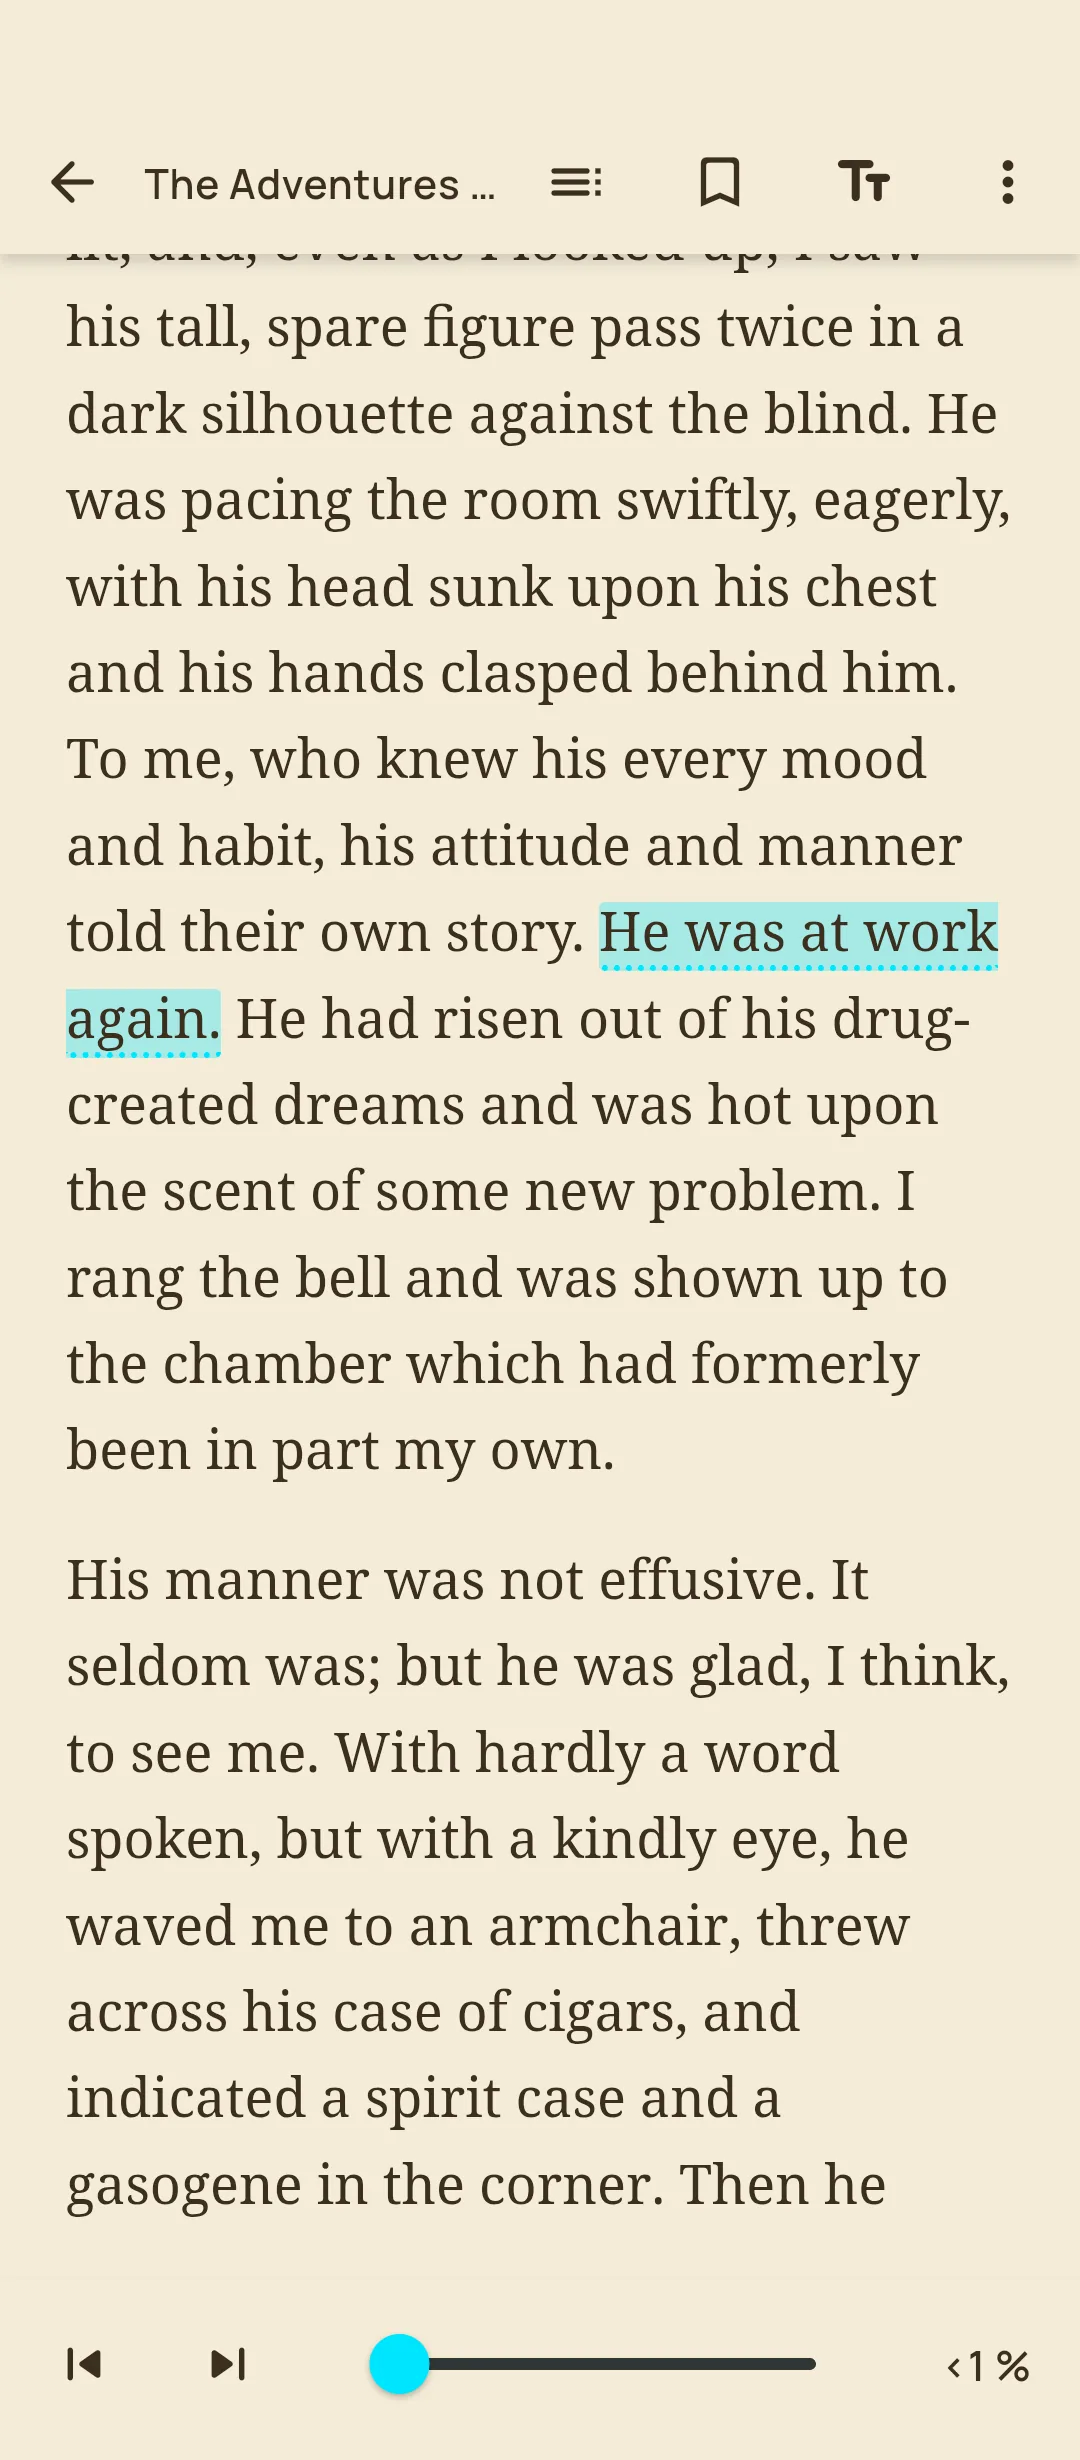 The Adventures ...
lit, and, even as I looked up, I saw
his tall, spare figure pass twice in a
dark silhouette against the blind. He
was pacing the room swiftly, eagerly,
with his head sunk upon his chest
and his hands clasped behind him.
To me, who knew his every mood
and habit, his attitude and manner
told their own story. He was at work
again. He had risen out of his drug-
created dreams and was hot upon
the scent of some new problem. I
rang the bell and was shown up to
the chamber which had formerly
been in part my own.
His manner was not effusive. It
seldom was; but he was glad, I think,
to see me. With hardly a word
spoken, but with a kindly eye, he
waved me to an armchair, threw
across his case of cigars, and
indicated a spirit case and a
gasogene in the corner. Then he
<1 %